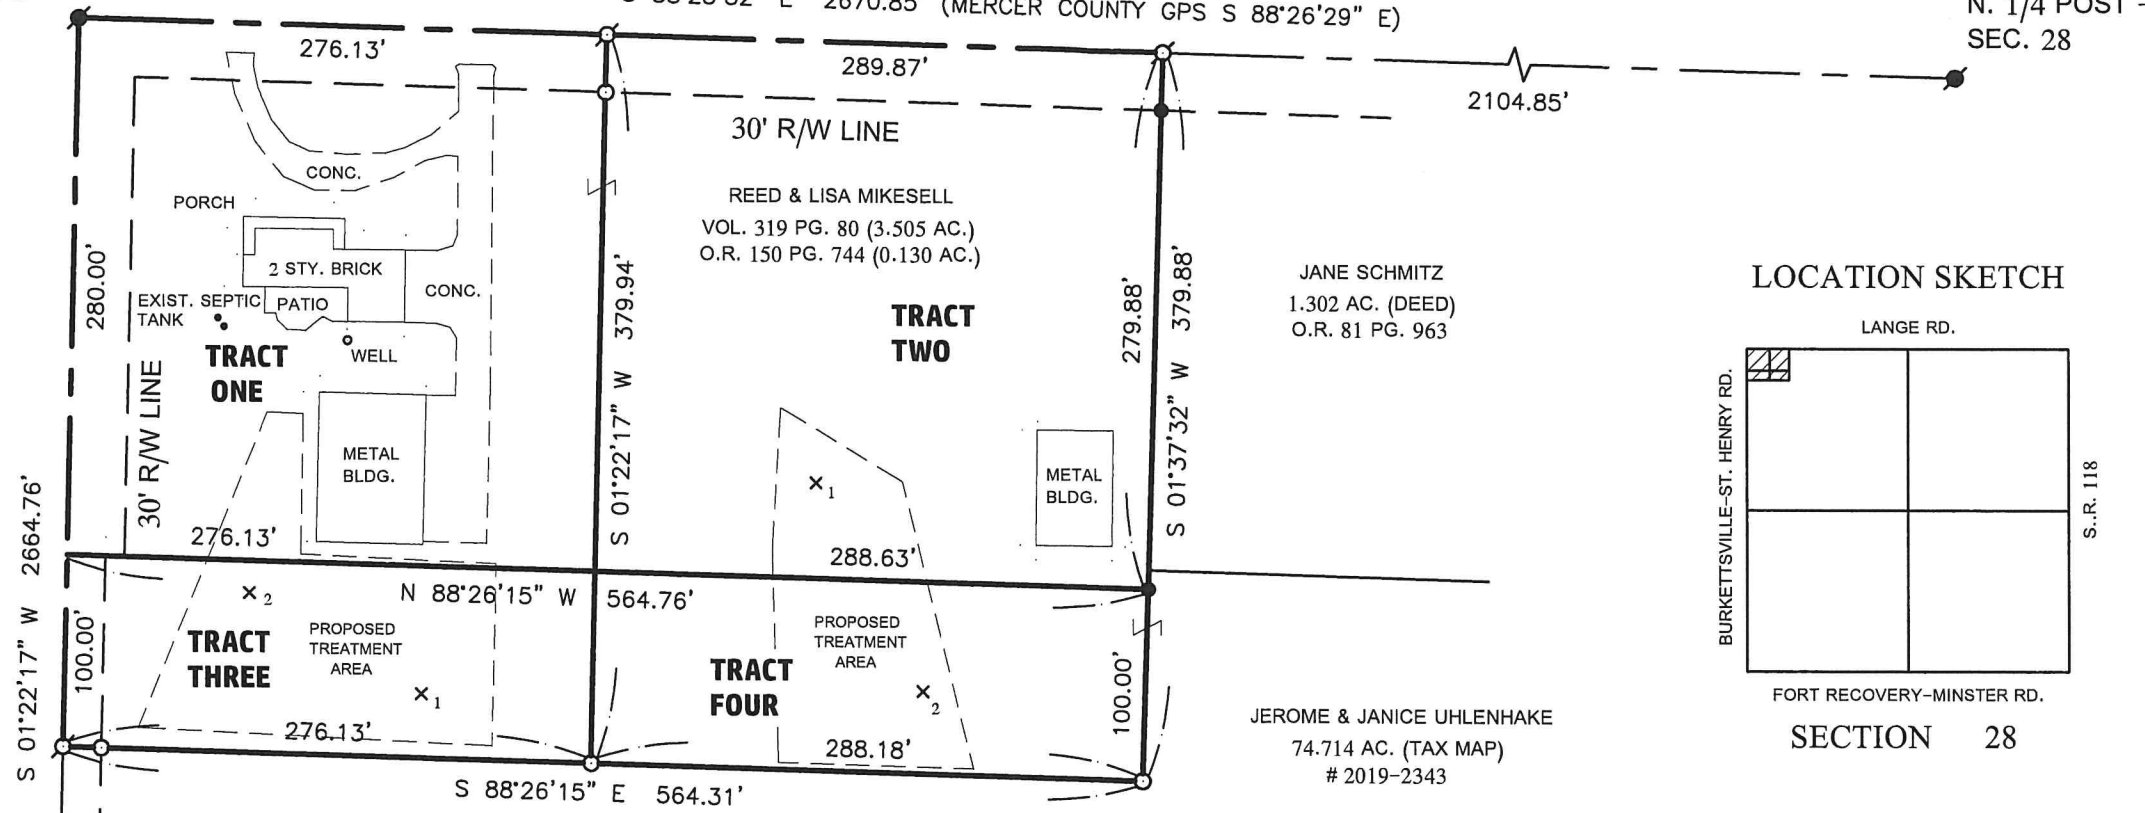 E 2670.85' (MERCER COUNTY GPS S 88°26'29" E)
N. 1/4 POST -
SEC. 28
276.13'
289.87'
2104.85'
30' R/W LINE
CONC.
PORCH
REED & LISA MIKESELL
VOL. 319 PG. 80 (3.505 AC.)
O.R. 150 PG. 744 (0.130 AC.)
2 STY. BRICK
CONC.
EXIST. SEPTIC
TANK
PATIO
WELL
280.00'
TRACT
ONE
30' R/W LINE
METAL
BLDG.
S 01°22'17" W 379.94'
TRACT
TWO
279.88'
S 01°37'32" W 379.88'
JANE SCHMITZ
1.302 AC. (DEED)
O.R. 81 PG. 963
LOCATION SKETCH
LANGE RD.
BURKETTSVILLE-ST. HENRY RD.
S..R. 118
FORT RECOVERY-MINSTER RD.
SECTION 28
METAL
BLDG.
×1
276.13'
288.63'
N 88°26'15" W 564.76'
S 01°22'17" W 2664.76'
100.00'
×2
TRACT
THREE
PROPOSED
TREATMENT
AREA
×1
276.13'
TRACT
FOUR
PROPOSED
TREATMENT
AREA
×2
288.18'
100.00'
S 88°26'15" E 564.31'
JEROME & JANICE UHLENHAKE
74.714 AC. (TAX MAP)
# 2019-2343